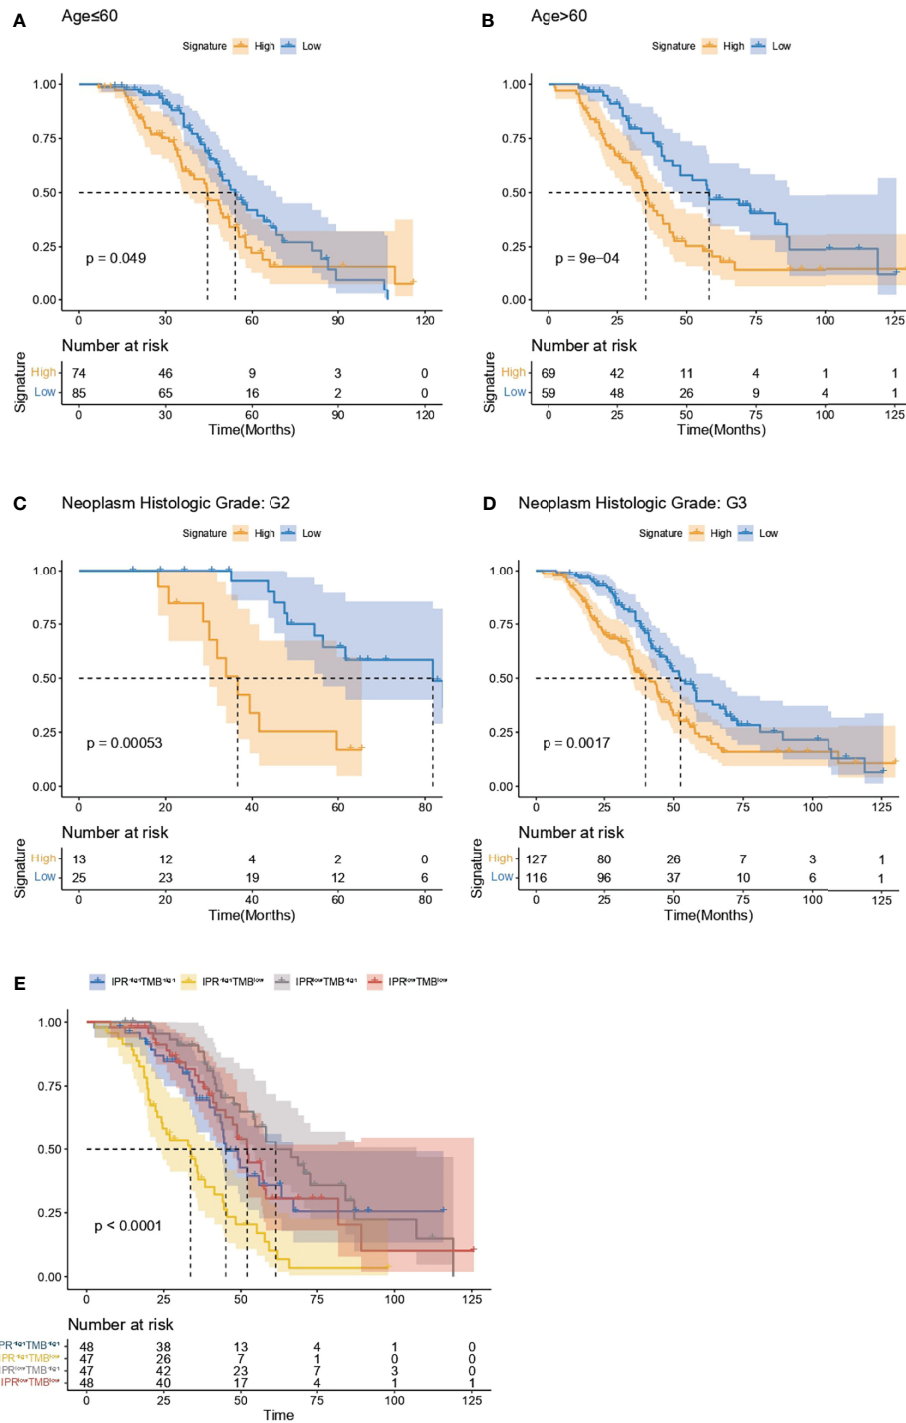 A Age≤60
Signature High Low
1.00
0.75
0.50
0.25
0.00
p = 0.049
0 30 60 90 120
Number at risk
Signature
High 74 46 9 3 0
Low 85 65 16 2 0
0 30 60 90 120
Time(Months)
B Age>60
Signature High Low
1.00
0.75
0.50
0.25
0.00
p = 9e−04
0 25 50 75 100 125
Number at risk
Signature
High 69 42 11 4 1 1
Low 59 48 26 9 4 1
0 25 50 75 100 125
Time(Months)
C Neoplasm Histologic Grade: G2
Signature High Low
1.00
0.75
0.50
0.25
0.00
p = 0.00053
0 20 40 60 80
Number at risk
Signature
High 13 12 4 2 0
Low 25 23 19 12 6
0 20 40 60 80
Time(Months)
D Neoplasm Histologic Grade: G3
Signature High Low
1.00
0.75
0.50
0.25
0.00
p = 0.0017
0 25 50 75 100 125
Number at risk
Signature
High 127 80 26 7 3 1
Low 116 96 37 10 6 1
0 25 50 75 100 125
Time(Months)
E
IPRhighTMBhigh IPRhighTMBlow IPRlowTMBhigh IPRlowTMBlow
1.00
0.75
0.50
0.25
0.00
p < 0.0001
0 25 50 75 100 125
Number at risk
PRhighTMBhigh 48 38 13 4 1 0
IPRhighTMBlow 47 26 7 1 0 0
IPRlowTMBhigh 47 42 23 7 3 0
IPRlowTMBlow 48 40 17 4 1 1
0 25 50 75 100 125
Time